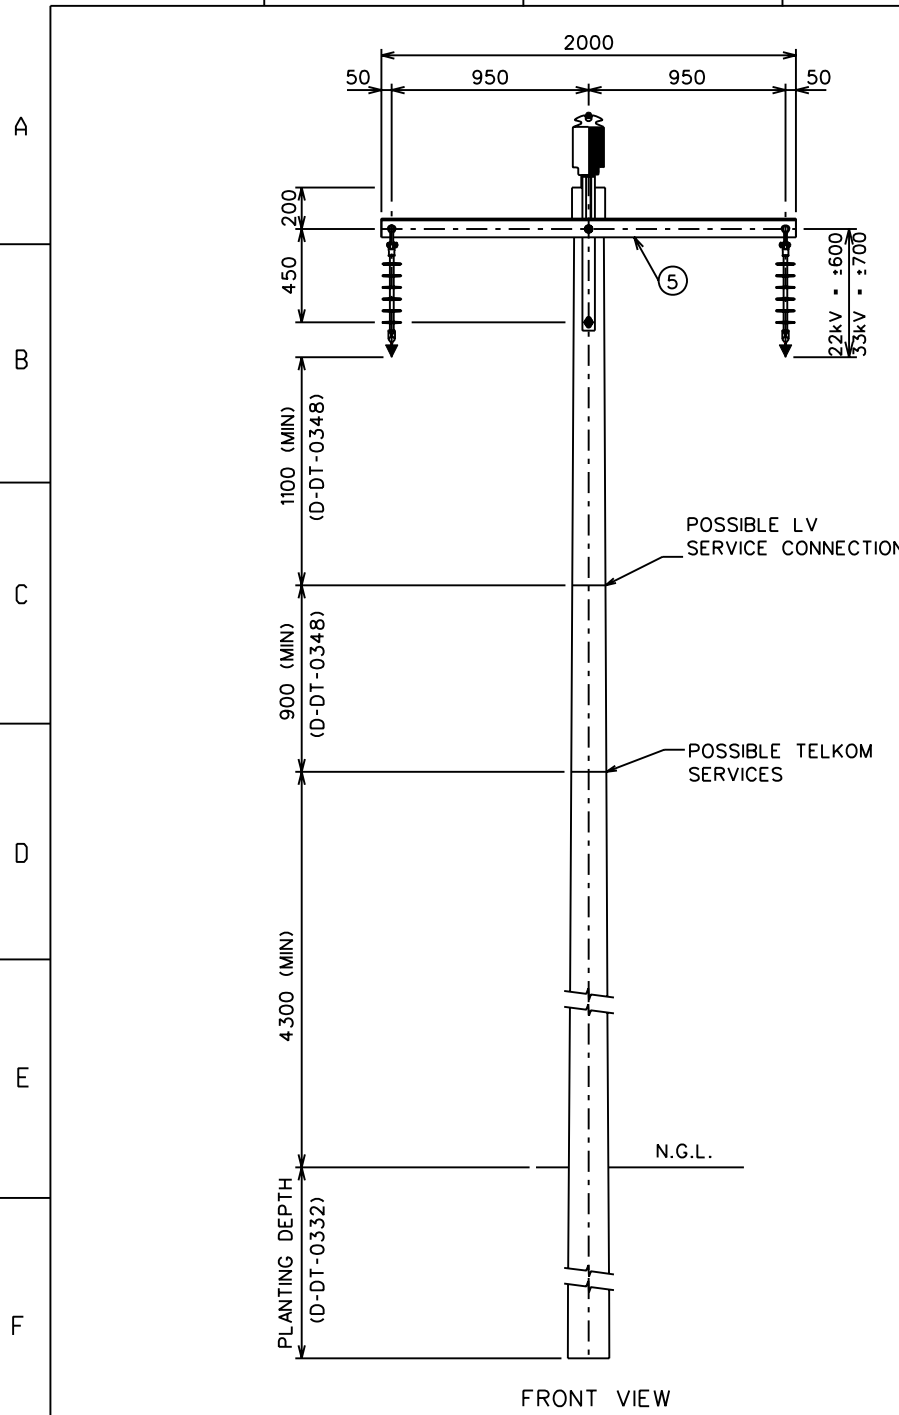 2000
50
950
950
50
A
200
450
5
22kV = ±600
33kV = ±700
B
1100 (MIN)
(D-DT-0348)
POSSIBLE LV
SERVICE CONNECTION
C
900 (MIN)
(D-DT-0348)
POSSIBLE TELKOM
SERVICES
D
4300 (MIN)
E
N.G.L.
PLANTING DEPTH
(D-DT-0332)
F
FRONT VIEW